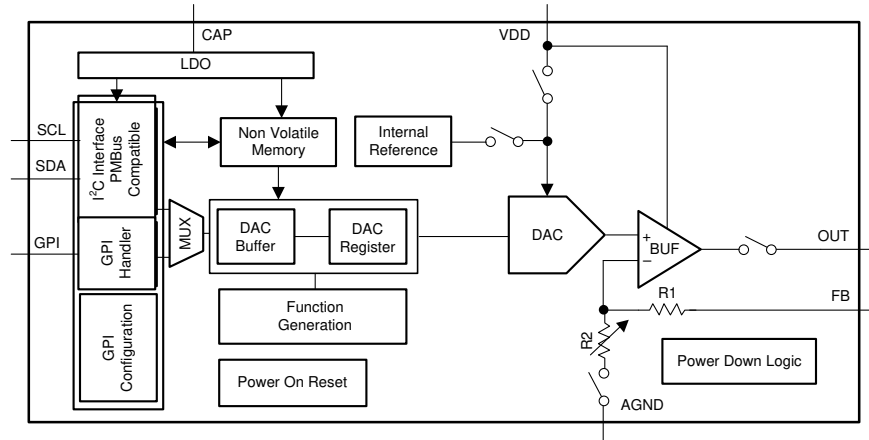 CAP
VDD
LDO
SCL
SDA
GPI
I²C Interface
PMBus
Compatible
GPI
Handler
GPI
Configuration
MUX
Non Volatile
Memory
Internal
Reference
DAC
Buffer
DAC
Register
Function
Generation
Power On Reset
DAC
+
−
BUF
OUT
R1
FB
R2
AGND
Power Down Logic